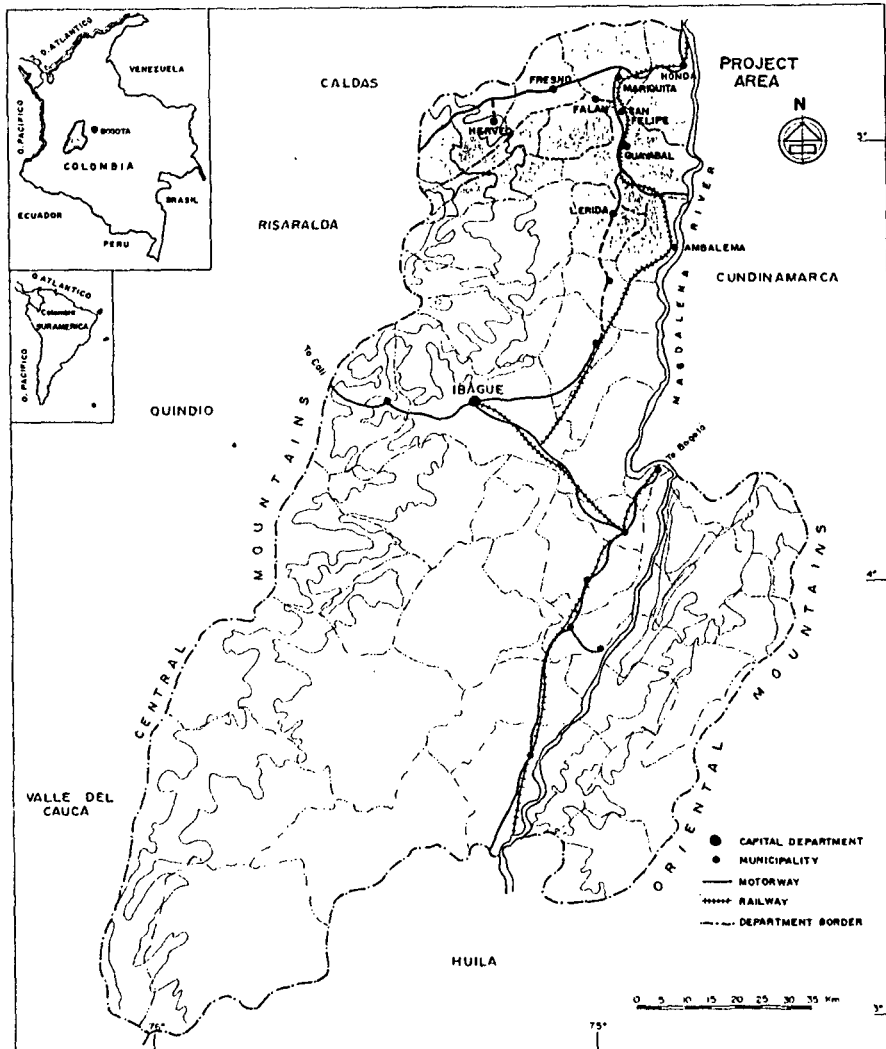 O. ATLANTICO
VENEZUELA
O. PACIFICO
BOGOTA
COLOMBIA
BRASIL
ECUADOR
PERU
O. ATLANTICO
Colombia
SURAMERICA
O. PACIFICO
CALDAS
RISARALDA
QUINDIO
VALLE DEL
CAUCA
HUILA
CUNDINAMARCA
PROJECT
AREA
N
FRESNO
HONDA
MARIQUITA
FALAN
SAN
FELIPE
HERVEO
GUAYABAL
LERIDA
AMBALEMA
MAGDALENA RIVER
To Cali
IBAGUE
To Bogota
CENTRAL MOUNTAINS
ORIENTAL MOUNTAINS
4°
3°
76°
75°
CAPITAL DEPARTMENT
MUNICIPALITY
MOTORWAY
RAILWAY
DEPARTMENT BORDER
0 5 10 15 20 25 30 35 Km